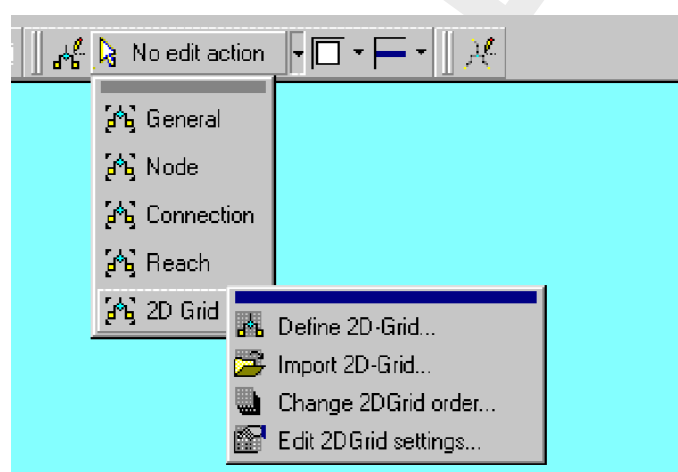 No edit action
General
Node
Connection
Reach
2D Grid
Define 2D-Grid...
Import 2D-Grid...
Change 2DGrid order...
Edit 2DGrid settings...